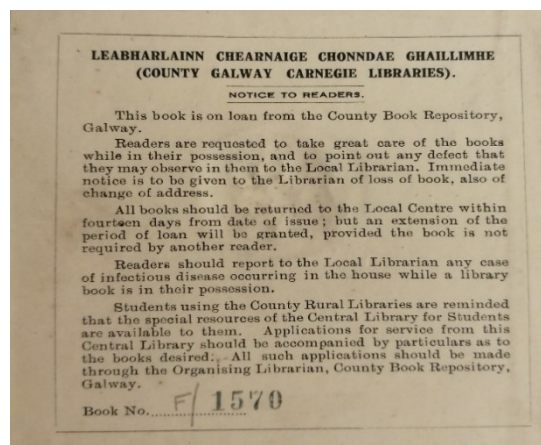 LEABHARLAINN CHEARNAIGE CHONNDAE GHAILLIMHE
(COUNTY GALWAY CARNEGIE LIBRARIES).
NOTICE TO READERS.
This book is on loan from the County Book Repository,
Galway.
Readers are requested to take great care of the books
while in their possession, and to point out any defect that
they may observe in them to the Local Librarian. Immediate
notice is to be given to the Librarian of loss of book, also of
change of address.
All books should be returned to the Local Centre within
fourteen days from date of issue; but an extension of the
period of loan will be granted, provided the book is not
required by another reader.
Readers should report to the Local Librarian any case
of infectious disease occurring in the house while a library
book is in their possession.
Students using the County Rural Libraries are reminded
that the special resources of the Central Library for Students
are available to them. Applications for service from this
Central Library should be accompanied by particulars as to
the books desired. All such applications should be made
through the Organising Librarian, County Book Repository,
Galway.
Book No. F/ 1570